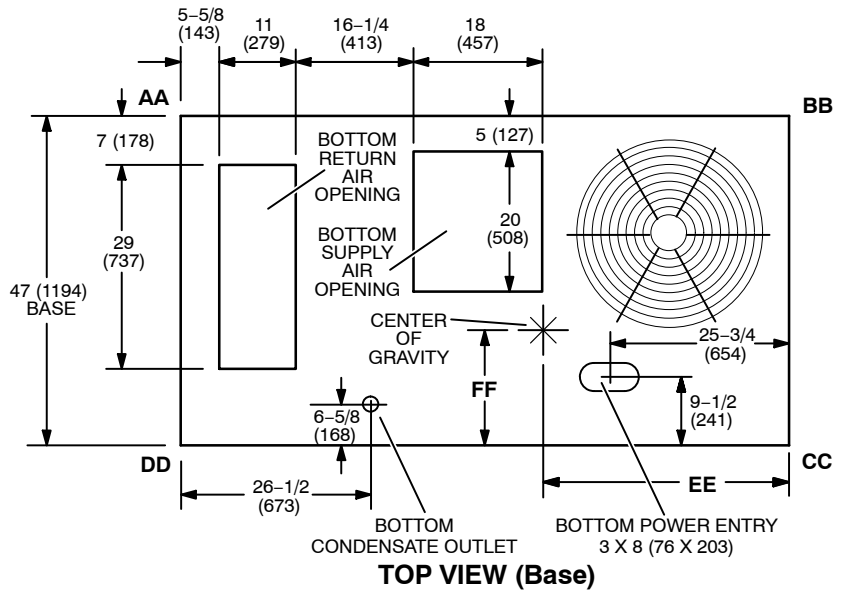 5–5/8
(143)
11
(279)
16–1/4
(413)
18
(457)
AA
BB
7 (178)
5 (127)
BOTTOM
RETURN
AIR
OPENING
29
(737)
20
(508)
BOTTOM
SUPPLY
AIR
OPENING
47 (1194)
BASE
CENTER
OF
GRAVITY
25–3/4
(654)
FF
9–1/2
(241)
6–5/8
(168)
DD
CC
26–1/2
(673)
EE
BOTTOM
CONDENSATE OUTLET
BOTTOM POWER ENTRY
3 X 8 (76 X 203)
TOP VIEW (Base)